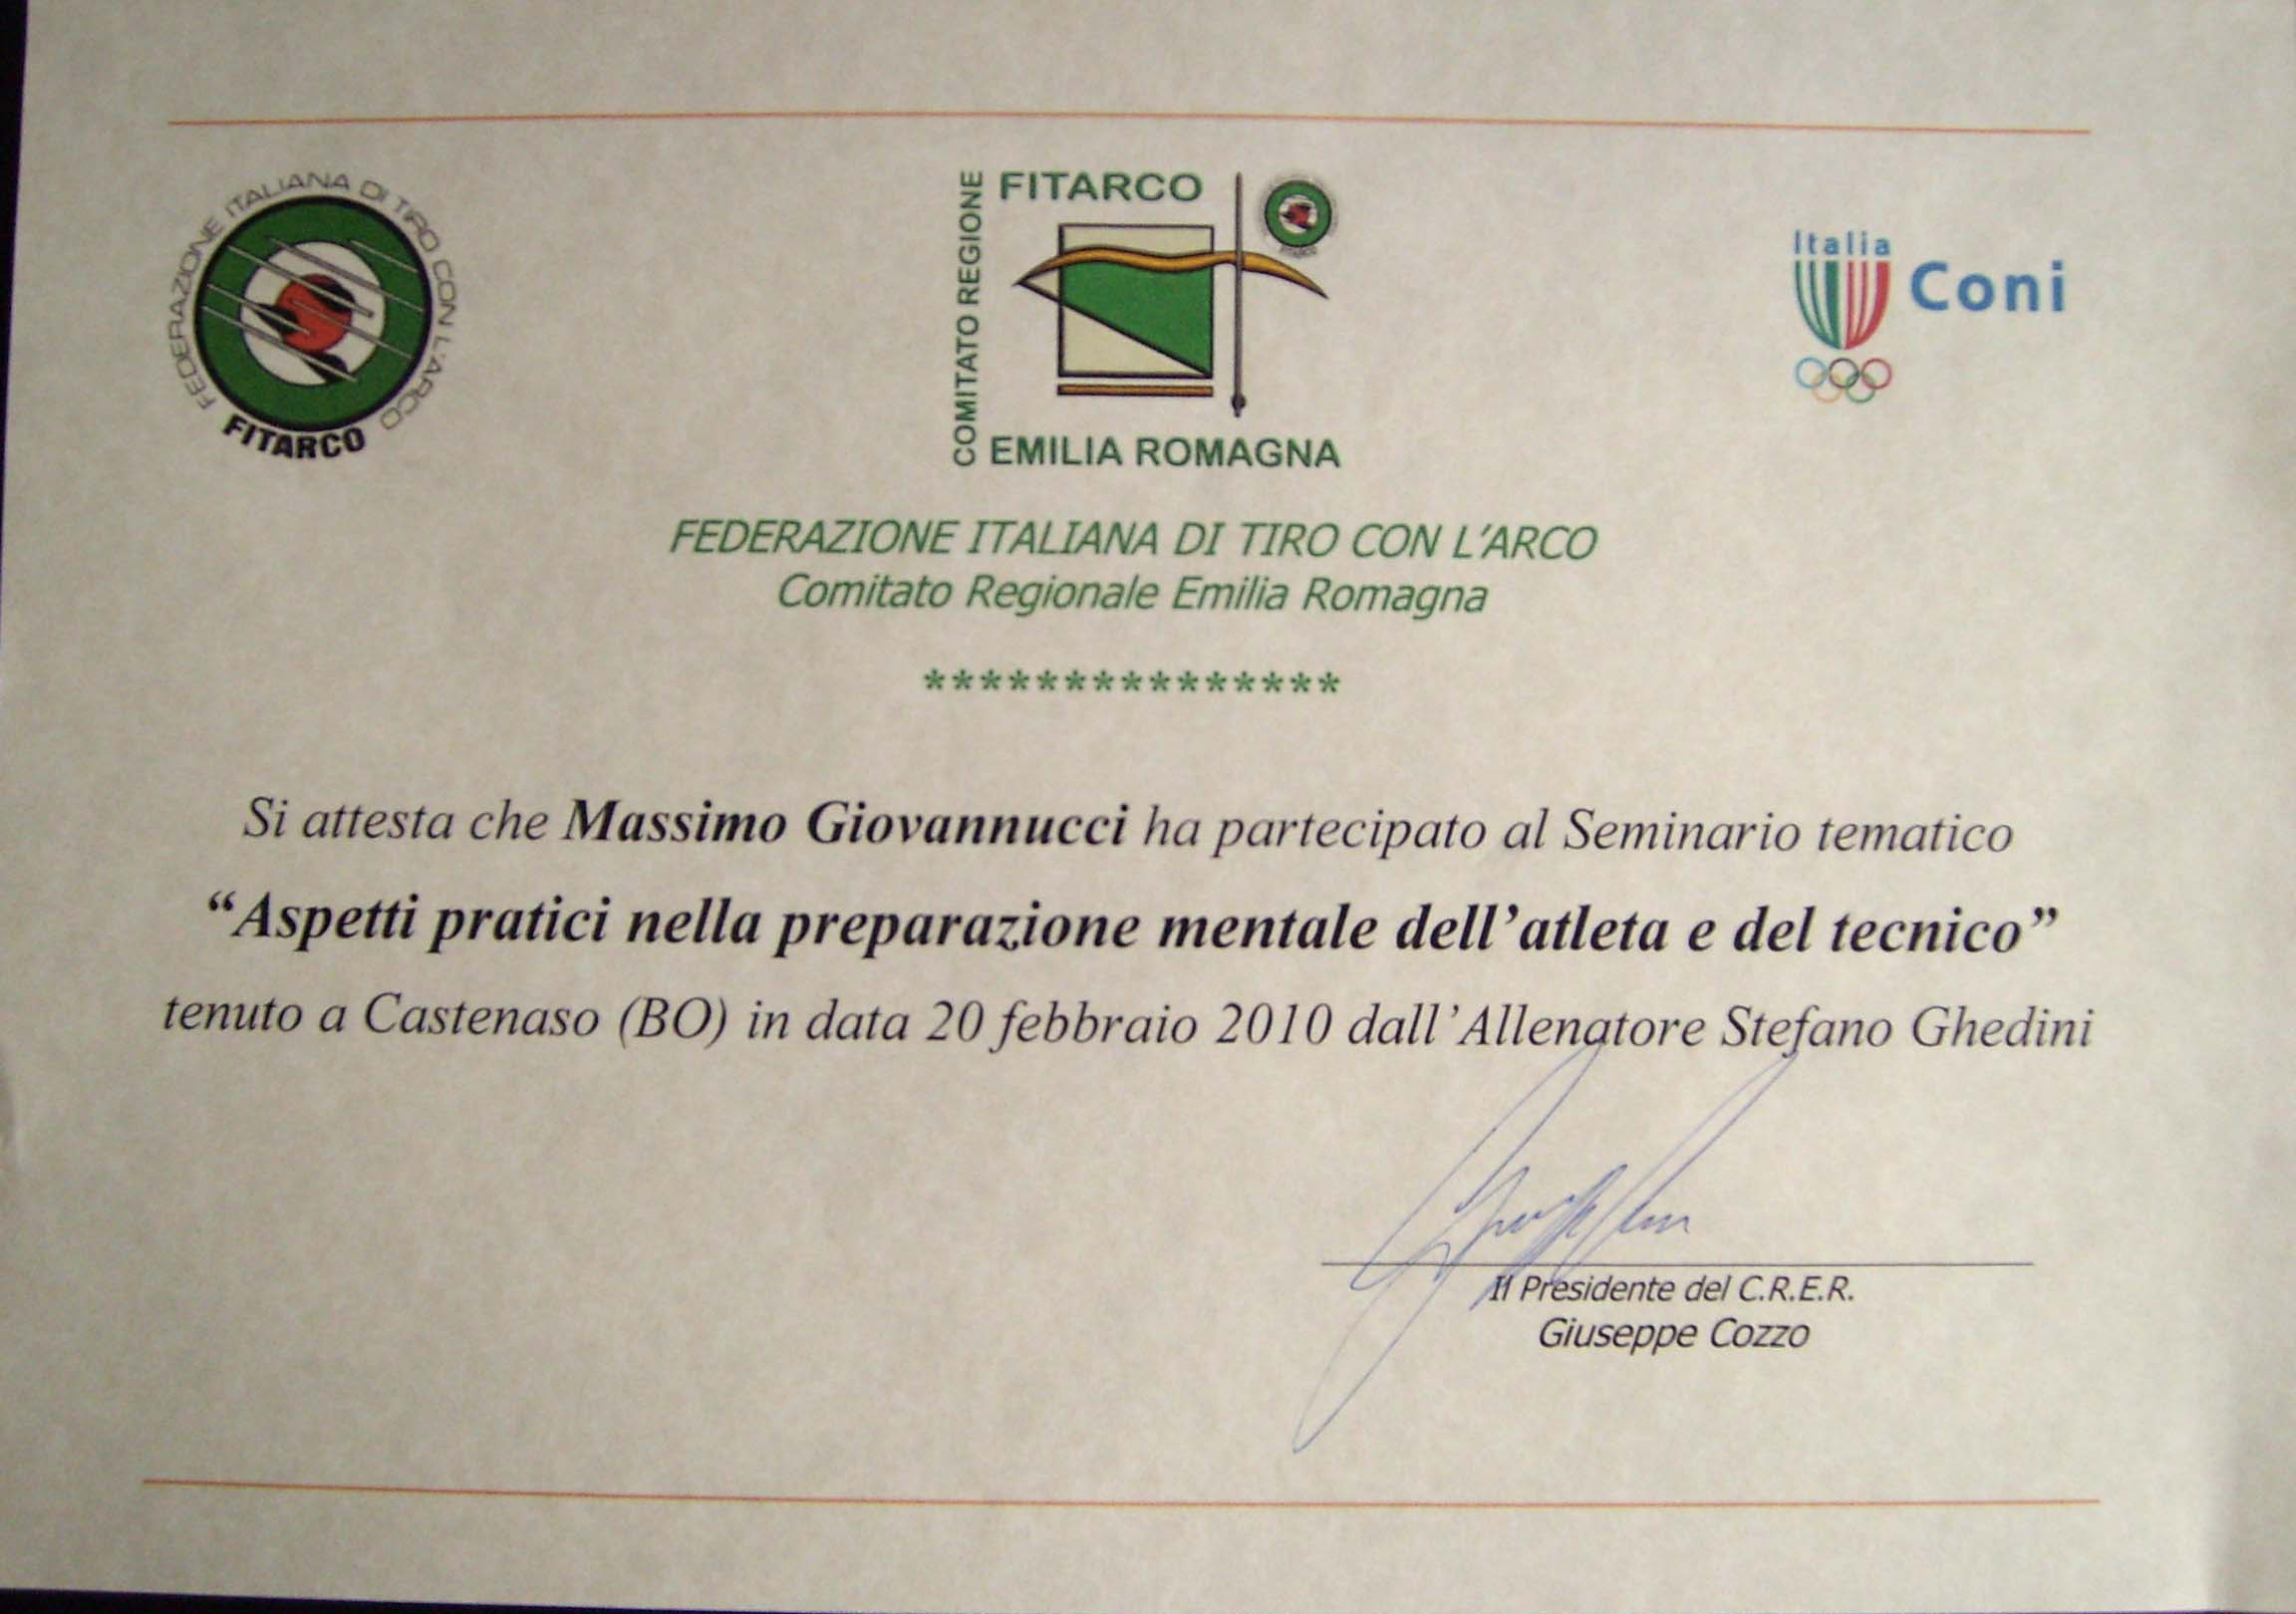 FEDERAZIONE ITALIANA DI TIRO CON L'ARCO
FITARCO
COMITATO REGIONE
FITARCO
EMILIA ROMAGNA
Italia
Coni
FEDERAZIONE ITALIANA DI TIRO CON L'ARCO
Comitato Regionale Emilia Romagna
***************
Si attesta che Massimo Giovannucci ha partecipato al Seminario tematico
“Aspetti pratici nella preparazione mentale dell’atleta e del tecnico”
tenuto a Castenaso (BO) in data 20 febbraio 2010 dall’Allenatore Stefano Ghedini
Il Presidente del C.R.E.R.
Giuseppe Cozzo